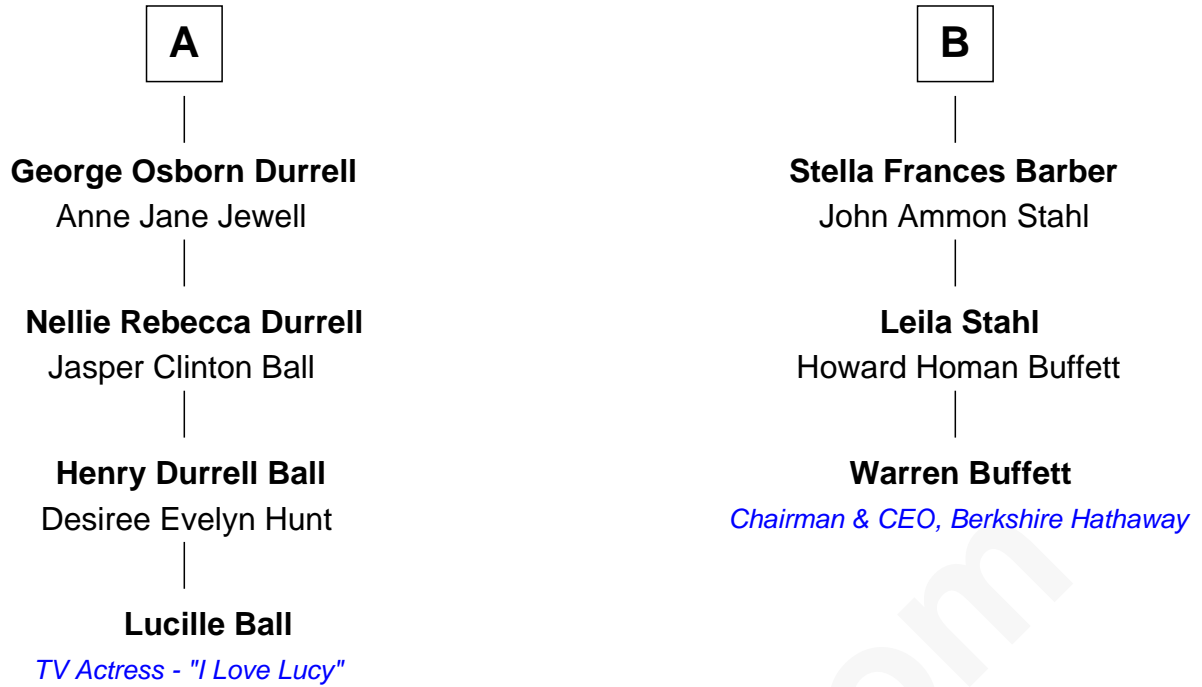 A
George Osborn Durrell
Anne Jane Jewell
Nellie Rebecca Durrell
Jasper Clinton Ball
Henry Durrell Ball
Desiree Evelyn Hunt
Lucille Ball
TV Actress - "I Love Lucy"
B
Stella Frances Barber
John Ammon Stahl
Leila Stahl
Howard Homan Buffett
Warren Buffett
Chairman & CEO, Berkshire Hathaway
om